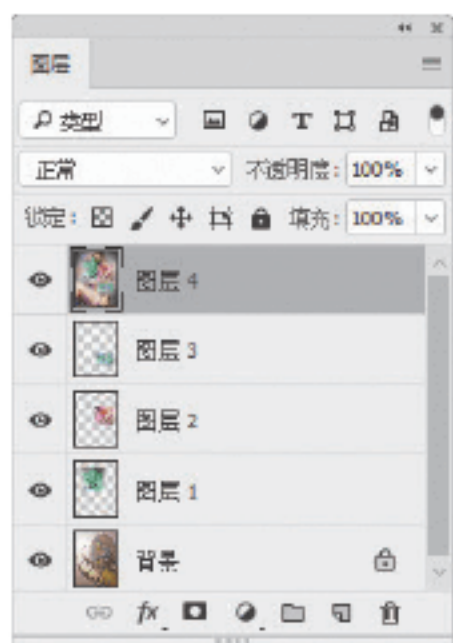 图层
类型
正常 不透明度: 100%
锁定: 填充: 100%
图层 4
图层 3
图层 2
图层 1
背景
fx